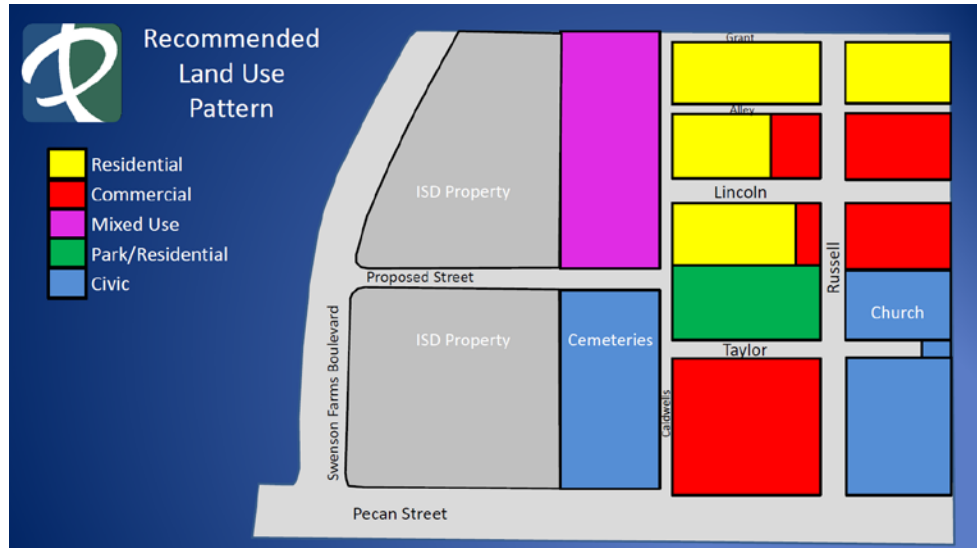 Recommended
Land Use
Pattern
Residential
Commercial
Mixed Use
Park/Residential
Civic
Grant
Alley
ISD Property
Lincoln
Proposed Street
Russell
Church
ISD Property
Cemeteries
Taylor
Swenson Farms Boulevard
Caldwells
Pecan Street